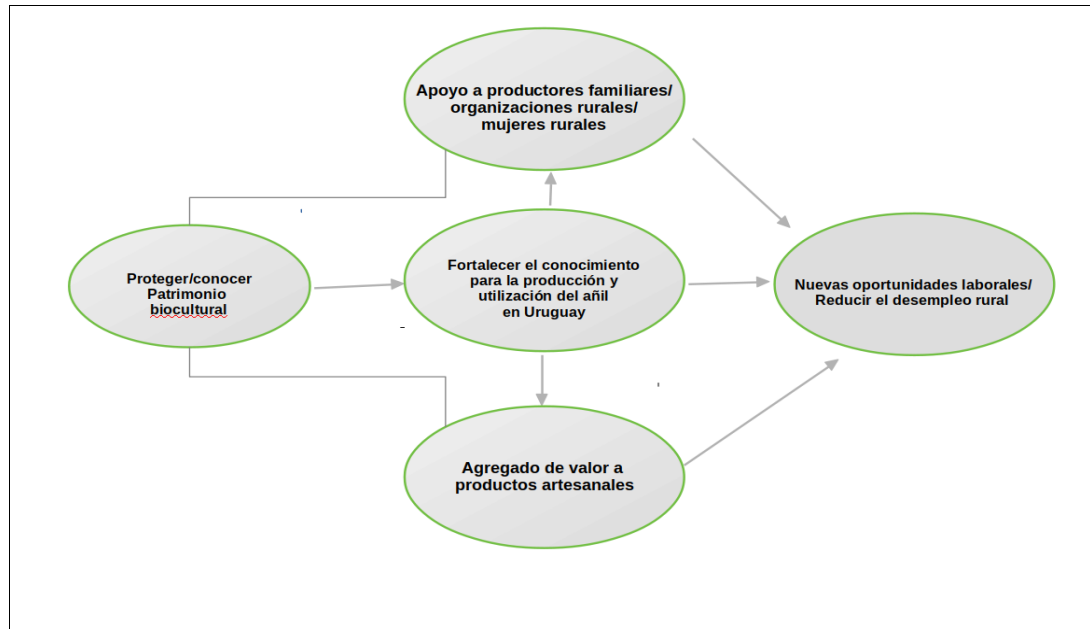 Apoyo a productores familiares/
organizaciones rurales/
mujeres rurales
Proteger/conocer
Patrimonio
biocultural
Fortalecer el conocimiento
para la producción y
utilización del añil
en Uruguay
Nuevas oportunidades laborales/
Reducir el desempleo rural
Agregado de valor a
productos artesanales